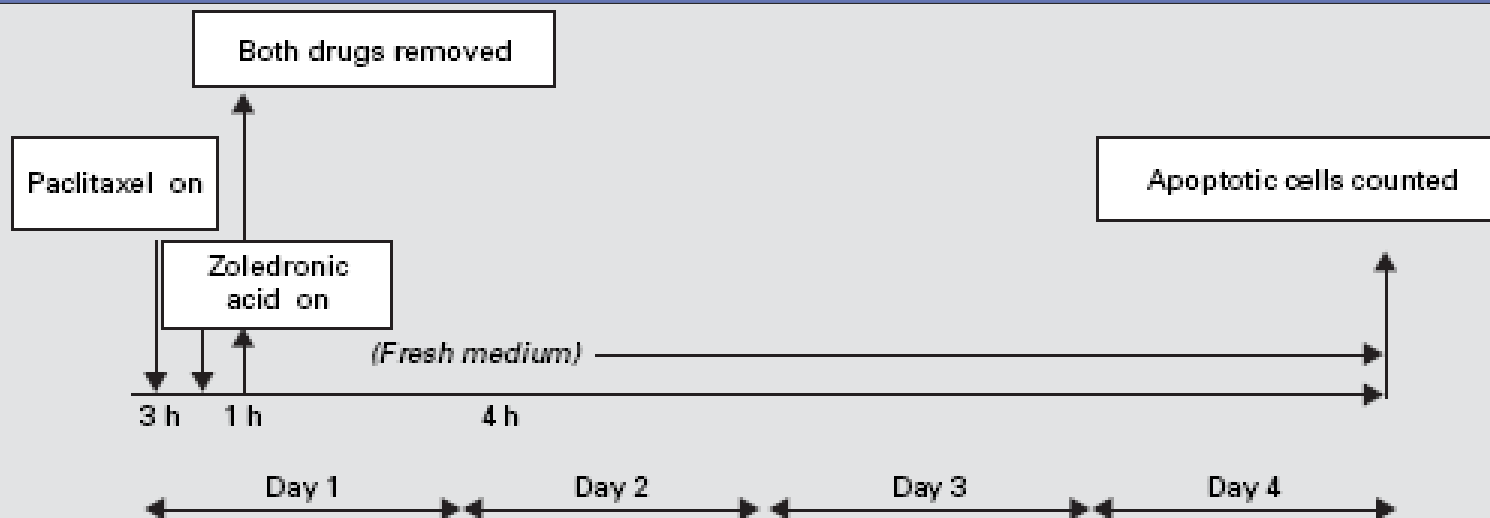 Both drugs removed
Paclitaxel on
Apoptotic cells counted
Zoledronic
acid on
(Fresh medium)
3 h 1 h 4 h
Day 1 Day 2 Day 3 Day 4